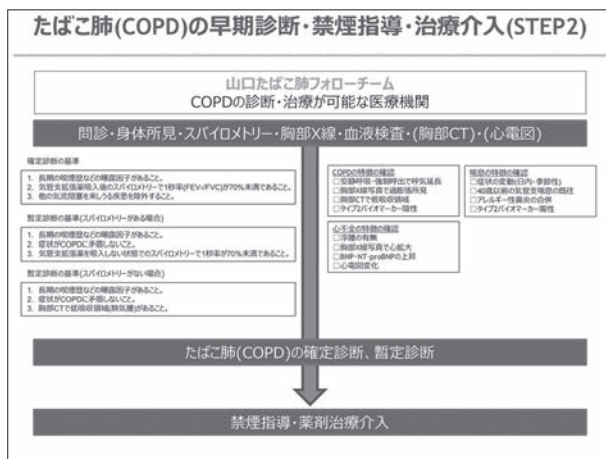 たばこ肺(COPD)の早期診断・禁煙指導・治療介入(STEP2)
山口たばこ肺フォローチーム
COPDの診断・治療が可能な医療機関
問診・身体所見・スパイロメトリー・胸部X線・血液検査・(胸部CT)・(心電図)
確定診断の基準
1. 長期の喫煙歴などの曝露因子があること。
2. 気管支拡張薬吸入後のスパイロメトリーで1秒率(FEV₁/FVC)が70%未満であること。
3. 他の気流閉塞を来しうる疾患を除外すること。
暫定診断の基準(スパイロメトリーがある場合)
1. 長期の喫煙歴などの曝露因子があること。
2. 症状がCOPDに矛盾しないこと。
3. 気管支拡張薬を吸入しない状態でのスパイロメトリーで1秒率が70%未満であること。
暫定診断の基準(スパイロメトリーがない場合)
1. 長期の喫煙歴などの曝露因子があること。
2. 症状がCOPDに矛盾しないこと。
3. 胸部CTで低吸収領域(肺気腫)があること。
COPDの特徴の確認
□安静呼吸・強制呼出で呼気延長
□胸部X線写真で過膨張所見
□胸部CTで低吸収領域
□タイプ2バイオマーカー陰性
喘息の特徴の確認
□症状の変動(日内・季節性)
□40歳以前の気管支喘息の既往
□アレルギー性鼻炎の合併
□タイプ2バイオマーカー陽性
心不全の特徴の確認
□浮腫の有無
□胸部X線写真で心拡大
□BNP・NT-proBNPの上昇
□心電図変化
たばこ肺(COPD)の確定診断、暫定診断
禁煙指導・薬剤治療介入